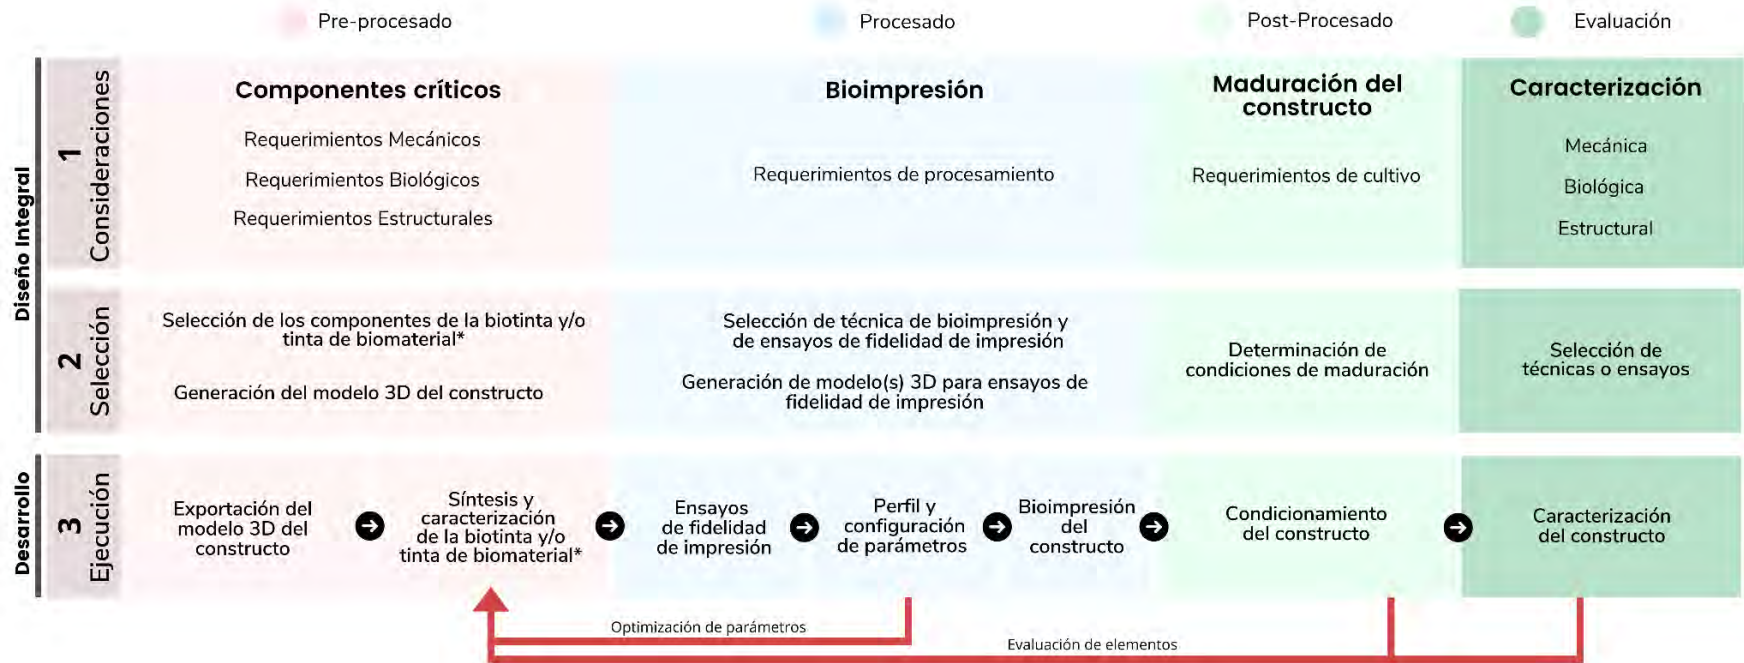 Pre-procesado
Procesado
Post-Procesado
Evaluación
Diseño Integral
1
Consideraciones
Componentes críticos
Requerimientos Mecánicos
Requerimientos Biológicos
Requerimientos Estructurales
Bioimpresión
Requerimientos de procesamiento
Maduración del
constructo
Requerimientos de cultivo
Caracterización
Mecánica
Biológica
Estructural
2
Selección
Selección de los componentes de la biotinta y/o
tinta de biomaterial*
Generación del modelo 3D del constructo
Selección de técnica de bioimpresión y
de ensayos de fidelidad de impresión
Generación de modelo(s) 3D para ensayos de
fidelidad de impresión
Determinación de
condiciones de maduración
Selección de
técnicas o ensayos
Desarrollo
3
Ejecución
Exportación del
modelo 3D del
constructo
Síntesis y
caracterización
de la biotinta y/o
tinta de biomaterial*
Ensayos
de fidelidad
de impresión
Perfil y
configuración
de parámetros
Bioimpresión
del
constructo
Condicionamiento
del constructo
Caracterización
del constructo
Optimización de parámetros
Evaluación de elementos